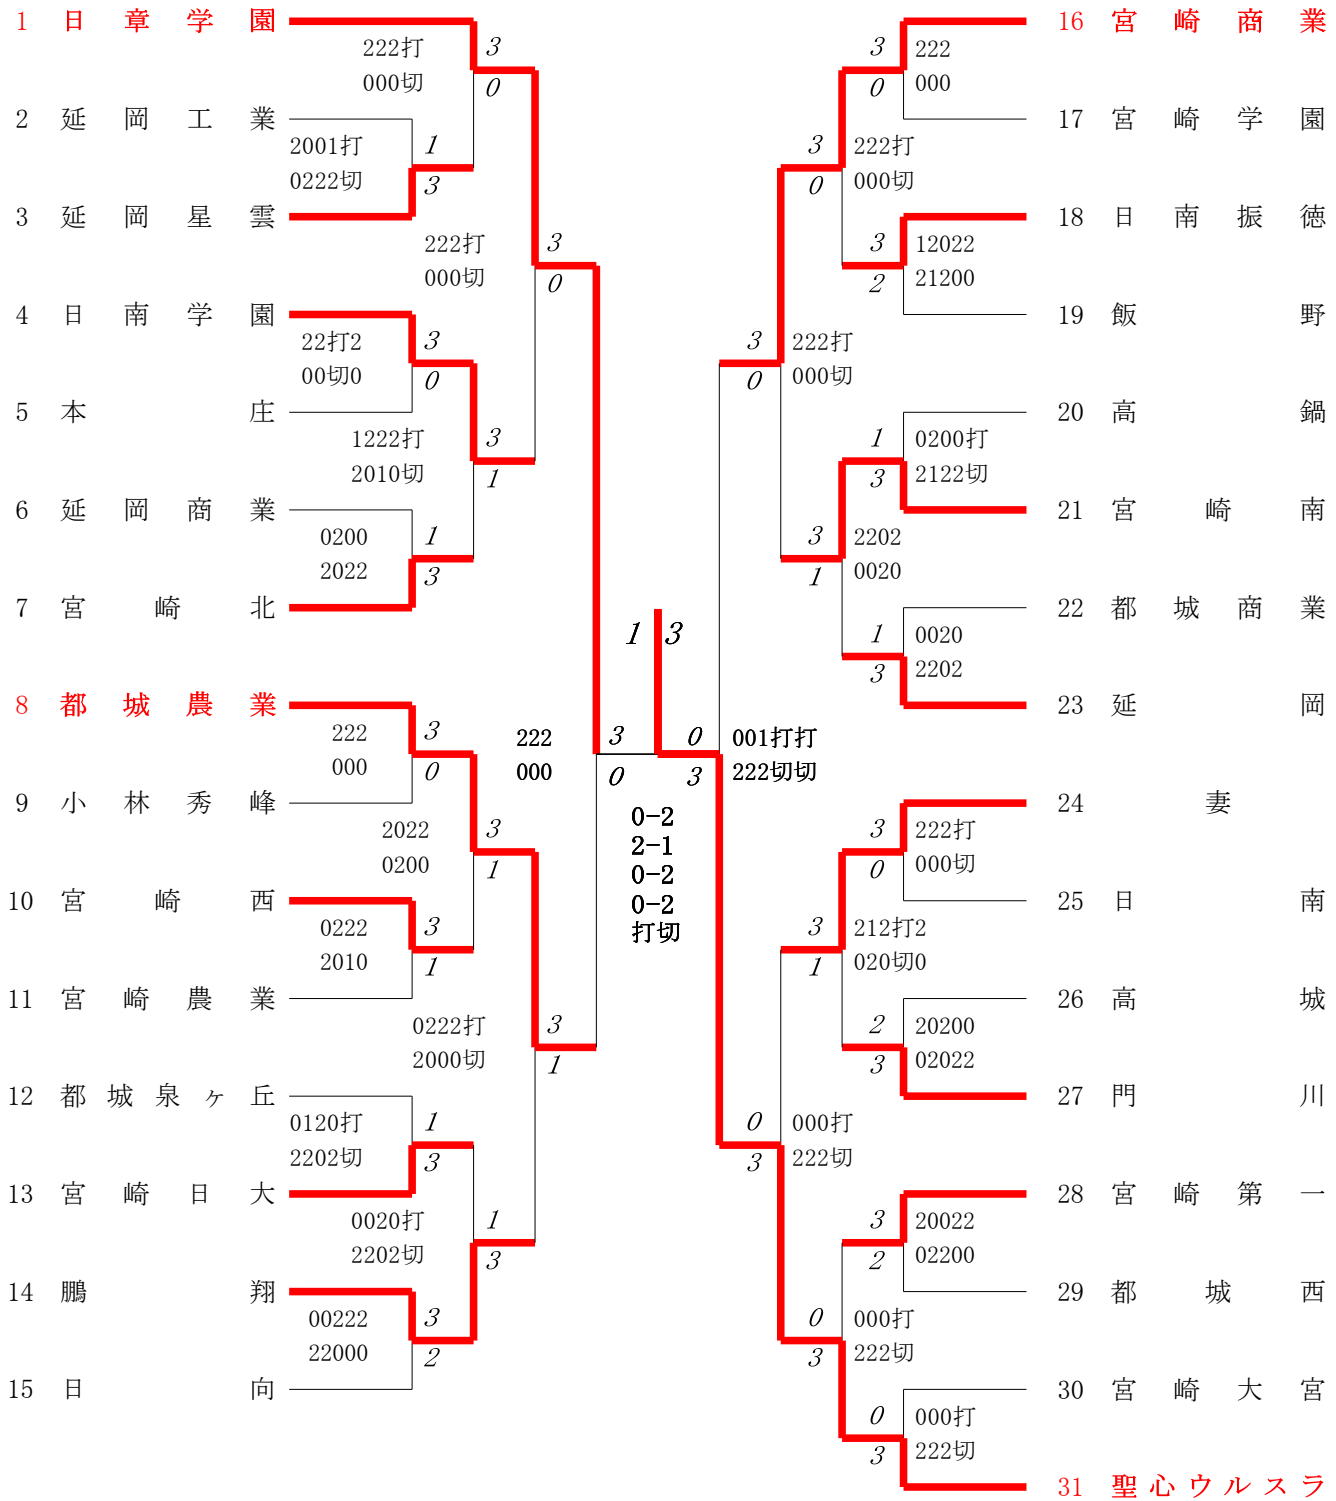 1 日章学園
222打 3
000切 0
2 延岡工業
2001打 1
0222切 3
3 延岡星雲
222打 3
000切 0
4 日南学園
22打2 3
00切0 0
5 本庄
1222打 3
2010切 1
6 延岡商業
0200 1
2022 3
7 宮崎北
8 都城農業
222 3
000 0
9 小林秀峰
2022 3
0200 1
10 宮崎西
0222 3
2010 1
11 宮崎農業
0222打 3
2000切 1
12 都城泉ヶ丘
0120打 1
2202切 3
13 宮崎日大
0020打 1
2202切 3
14 鵬翔
00222 3
22000 2
15 日向
222 3
000 0
1 3
0-2
2-1
0-2
0-2
打切
0 001打打
3 222切切
16 宮崎商業
3 222
0 000
17 宮崎学園
3 222打
0 000切
18 日南振徳
3 12022
2 21200
19 飯野
3 222打
0 000切
20 高鍋
1 0200打
3 2122切
21 宮崎南
3 2202
1 0020
22 都城商業
1 0020
3 2202
23 延岡
24 妻
3 222打
0 000切
25 日南
3 212打2
1 020切0
26 高城
2 20200
3 02022
27 門川
0 000打
3 222切
28 宮崎第一
3 20022
2 02200
29 都城西
0 000打
3 222切
30 宮崎大宮
0 000打
3 222切
31 聖心ウルスラ